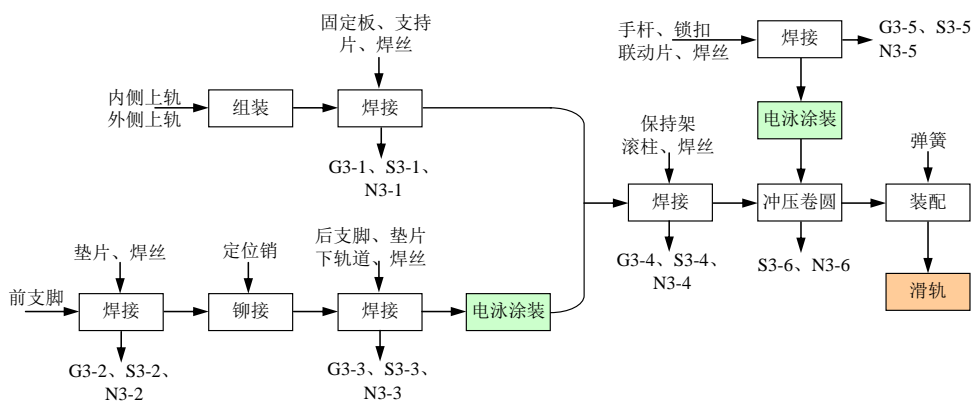 固定板、支持
片、焊丝
手杆、锁扣
联动片、焊丝
焊接
G3-5、S3-5
N3-5
内侧上轨
外侧上轨
组装
焊接
电泳涂装
G3-1、S3-1、
N3-1
保持架
滚柱、焊丝
弹簧
焊接
冲压卷圆
装配
垫片、焊丝
定位销
后支脚、垫片
下轨道、焊丝
G3-4、S3-4、
N3-4
S3-6、N3-6
前支脚
焊接
铆接
焊接
电泳涂装
滑轨
G3-2、S3-2、
N3-2
G3-3、S3-3、
N3-3